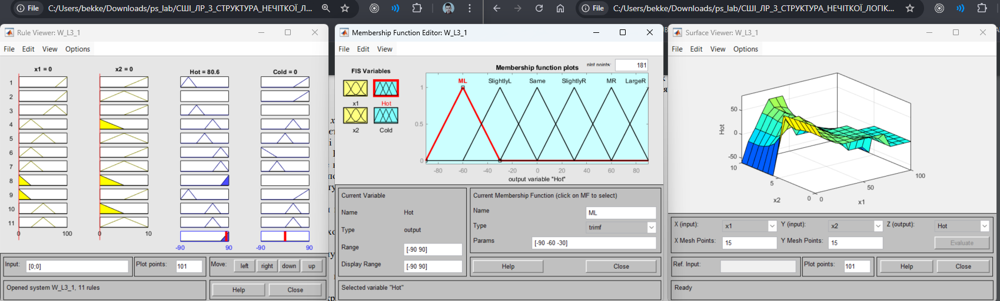 File
C:/Users/bekke/Downloads/ps_lab/СШІ_ЛР_3_СТРУКТУРА_НЕЧІТКОЇ_Л...
File
C:/Users/bekke/Downloads/ps_lab/СШІ_ЛР_3_СТРУКТУРА_НЕЧІТКОЇ_ЛОГІК...
Rule Viewer: W_L3_1
File Edit View Options
x1 = 0
x2 = 0
Hot = 80.6
Cold = 0
1
2
3
4
5
6
7
8
9
10
11
0
100
0
10
-90
90
-90
90
Input:
[0;0]
Plot points:
101
Move:
left
right
down
up
Opened system W_L3_1, 11 rules
Help
Close
Membership Function Editor: W_L3_1
File Edit View
FIS Variables
x1
Hot
x2
Cold
Membership function plots
plot points:
181
ML
SlightlyL
Same
SlightlyR
MR
LargeR
1
0.5
0
-80
-60
-40
-20
0
20
40
60
80
output variable "Hot"
Current Variable
Name
Hot
Type
output
Range
[-90 90]
Display Range
[-90 90]
Current Membership Function (click on MF to select)
Name
ML
Type
trimf
Params
[-90 -60 -30]
Help
Close
Selected variable "Hot"
Surface Viewer: W_L3_1
File Edit View Options
Hot
50
0
-50
10
5
0
x2
0
50
100
x1
X (input):
x1
Y (input):
x2
Z (output):
Hot
X Mesh Points:
15
Y Mesh Points:
15
Evaluate
Ref. Input:
Plot points:
101
Help
Close
Ready